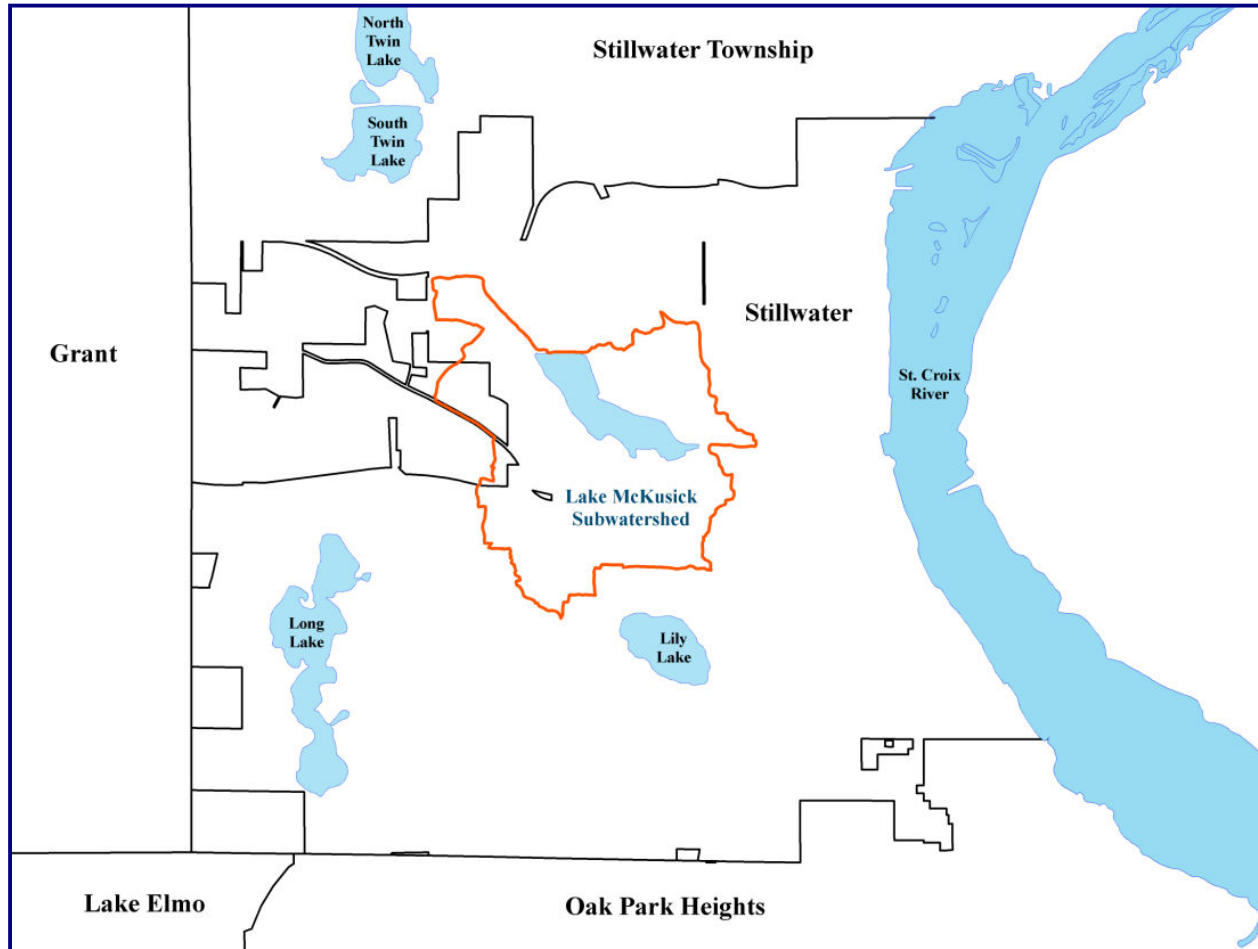 North
Twin
Lake
Stillwater Township
South
Twin
Lake
Stillwater
Grant
St. Croix
River
Lake McKusick
Subwatershed
Long
Lake
Lily
Lake
Lake Elmo
Oak Park Heights